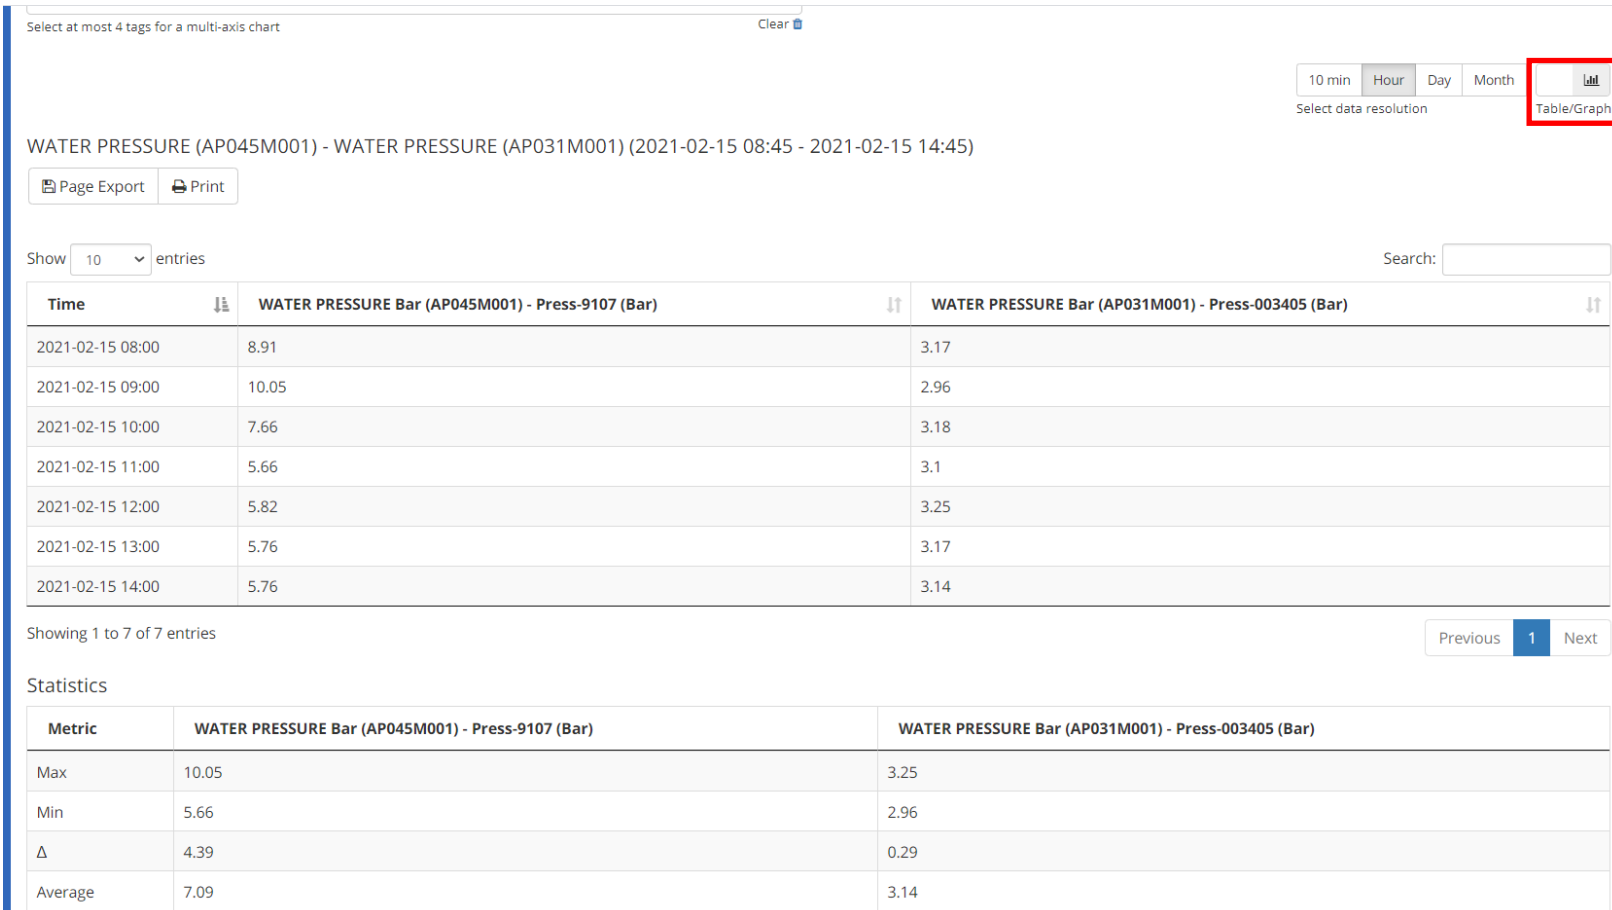 Select at most 4 tags for a multi-axis chart Clear
10 min Hour Day Month
Select data resolution Table/Graph
WATER PRESSURE (AP045M001) - WATER PRESSURE (AP031M001) (2021-02-15 08:45 - 2021-02-15 14:45)
Page Export Print
Show 10 entries Search:
Time WATER PRESSURE Bar (AP045M001) - Press-9107 (Bar) WATER PRESSURE Bar (AP031M001) - Press-003405 (Bar)
2021-02-15 08:00 8.91 3.17
2021-02-15 09:00 10.05 2.96
2021-02-15 10:00 7.66 3.18
2021-02-15 11:00 5.66 3.1
2021-02-15 12:00 5.82 3.25
2021-02-15 13:00 5.76 3.17
2021-02-15 14:00 5.76 3.14
Showing 1 to 7 of 7 entries Previous 1 Next
Statistics
Metric WATER PRESSURE Bar (AP045M001) - Press-9107 (Bar) WATER PRESSURE Bar (AP031M001) - Press-003405 (Bar)
Max 10.05 3.25
Min 5.66 2.96
Δ 4.39 0.29
Average 7.09 3.14